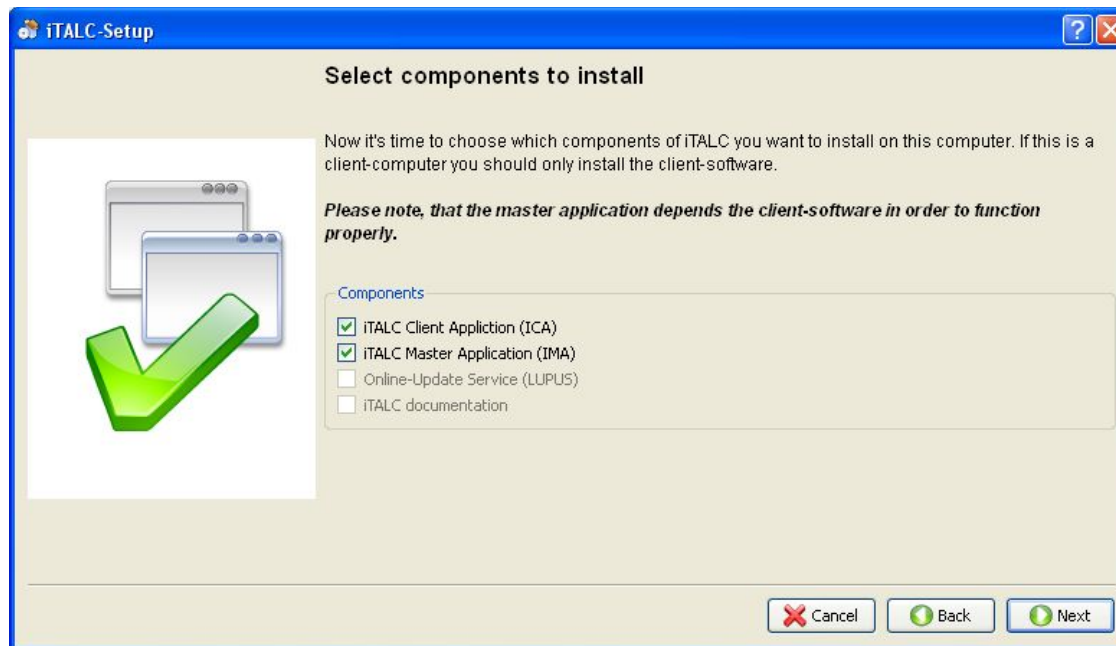 iTALC-Setup
Select components to install
Now it's time to choose which components of iTALC you want to install on this computer. If this is a
client-computer you should only install the client-software.
Please note, that the master application depends the client-software in order to function
properly.
Components
iTALC Client Appliction (ICA)
iTALC Master Application (IMA)
Online-Update Service (LUPUS)
iTALC documentation
Cancel
Back
Next